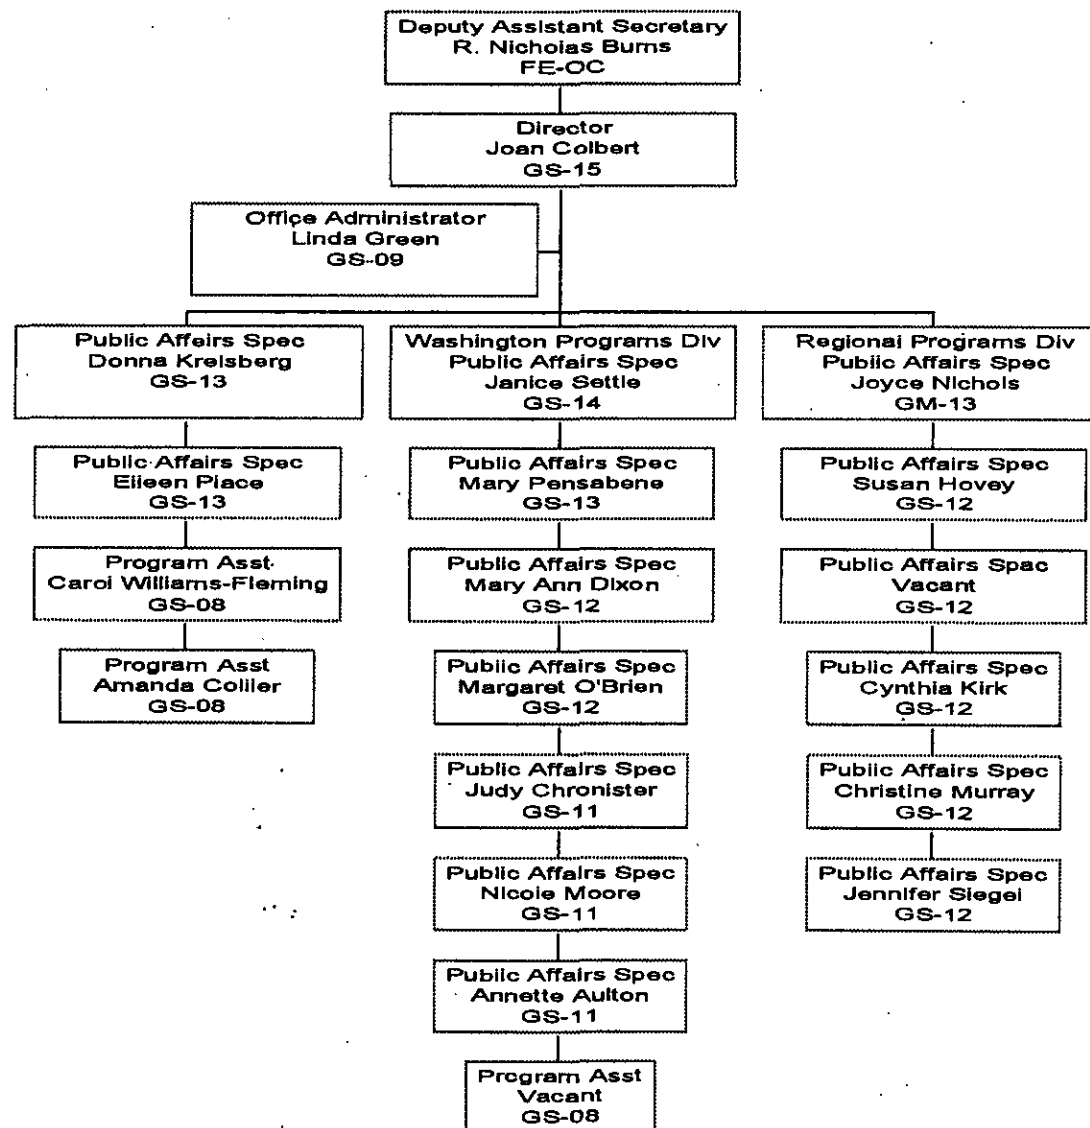 Deputy Assistant Secretary
R. Nicholas Burns
FE-OC
Director
Joan Colbert
GS-15
Office Administrator
Linda Green
GS-09
Public Affairs Spec
Donna Kreisberg
GS-13
Public Affairs Spec
Eileen Place
GS-13
Program Asst
Carol Williams-Fleming
GS-08
Program Asst
Amanda Collier
GS-08
Washington Programs Div
Public Affairs Spec
Janice Settle
GS-14
Public Affairs Spec
Mary Pensabene
GS-13
Public Affairs Spec
Mary Ann Dixon
GS-12
Public Affairs Spec
Margaret O'Brien
GS-12
Public Affairs Spec
Judy Chronister
GS-11
Public Affairs Spec
Nicole Moore
GS-11
Public Affairs Spec
Annette Aulton
GS-11
Program Asst
Vacant
GS-08
Regional Programs Div
Public Affairs Spec
Joyce Nichols
GM-13
Public Affairs Spec
Susan Hovey
GS-12
Public Affairs Spec
Vacant
GS-12
Public Affairs Spec
Cynthia Kirk
GS-12
Public Affairs Spec
Christine Murray
GS-12
Public Affairs Spec
Jennifer Siegel
GS-12